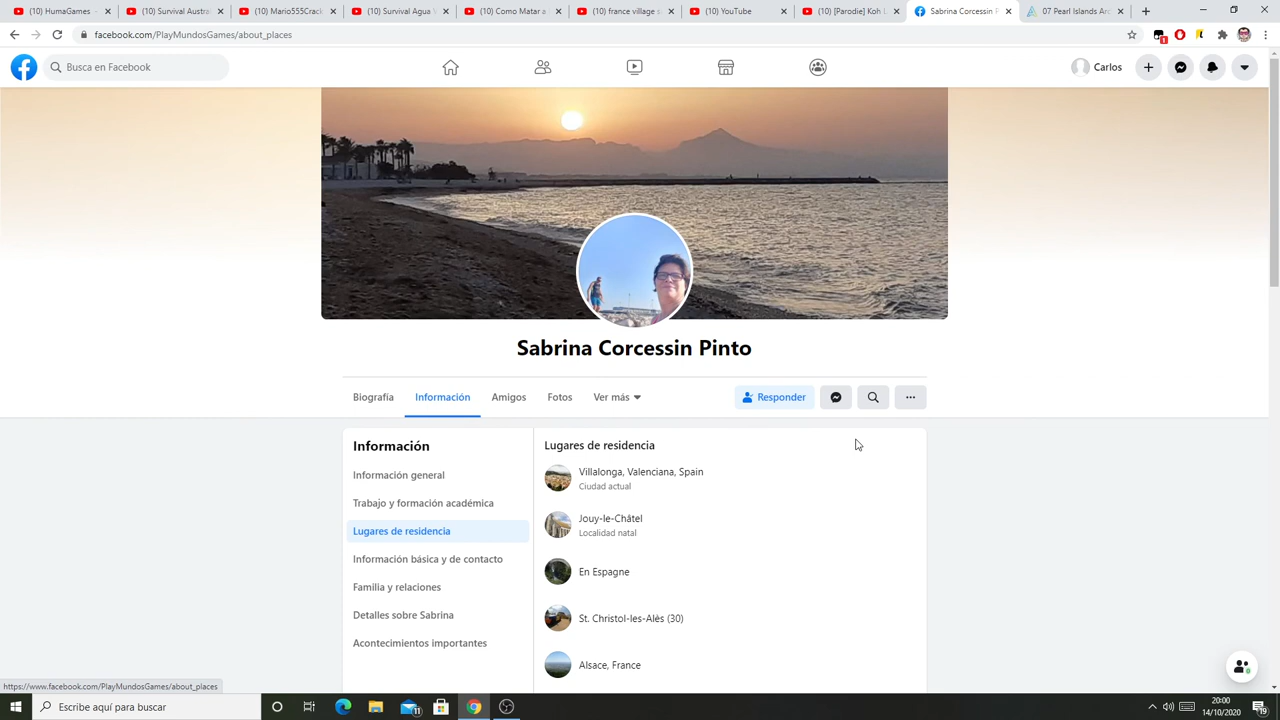 (10) HumaGames -
(10) Survival Austra
(10) Mario555Crack
(10) Survival Agua Y
(10) Como Matar a
(10) france village s
(10) YouTube
(10) [Parodie] Koh L
Sabrina Corcessin P
07 Pearl Islands Arc
facebook.com/PlayMundosGames/about_places
1
Busca en Facebook
Carlos
Sabrina Corcessin Pinto
Biografía
Información
Amigos
Fotos
Ver más
Responder
Información
Información general
Trabajo y formación académica
Lugares de residencia
Información básica y de contacto
Familia y relaciones
Detalles sobre Sabrina
Acontecimientos importantes
Lugares de residencia
Villalonga, Valenciana, Spain
Ciudad actual
Jouy-le-Châtel
Localidad natal
En Espagne
St. Christol-les-Alès (30)
Alsace, France
https://www.facebook.com/PlayMundosGames/about_places
Escribe aquí para buscar
11
20:00
14/10/2020
19